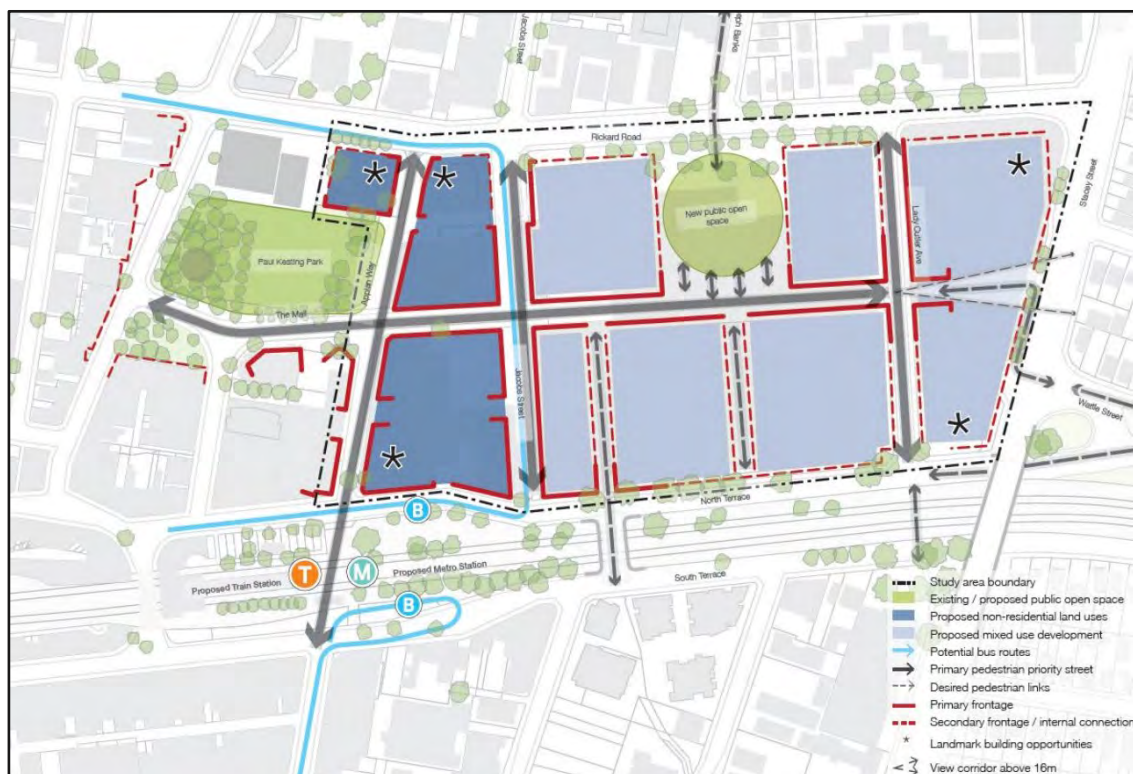 Jacobs Street
Rickard Road
Stacey Street
New public open
space
Lady Cutler Ave
Paul Keating Park
Appian Way
The Mall
Jacobs Street
Waffle Street
North Terrace
B
T
M
Proposed Train Station
Proposed Metro Station
South Terrace
B
Study area boundary
Existing / proposed public open space
Proposed non-residential land uses
Proposed mixed use development
Potential bus routes
Primary pedestrian priority street
Desired pedestrian links
Primary frontage
Secondary frontage / internal connection
Landmark building opportunities
View corridor above 16m